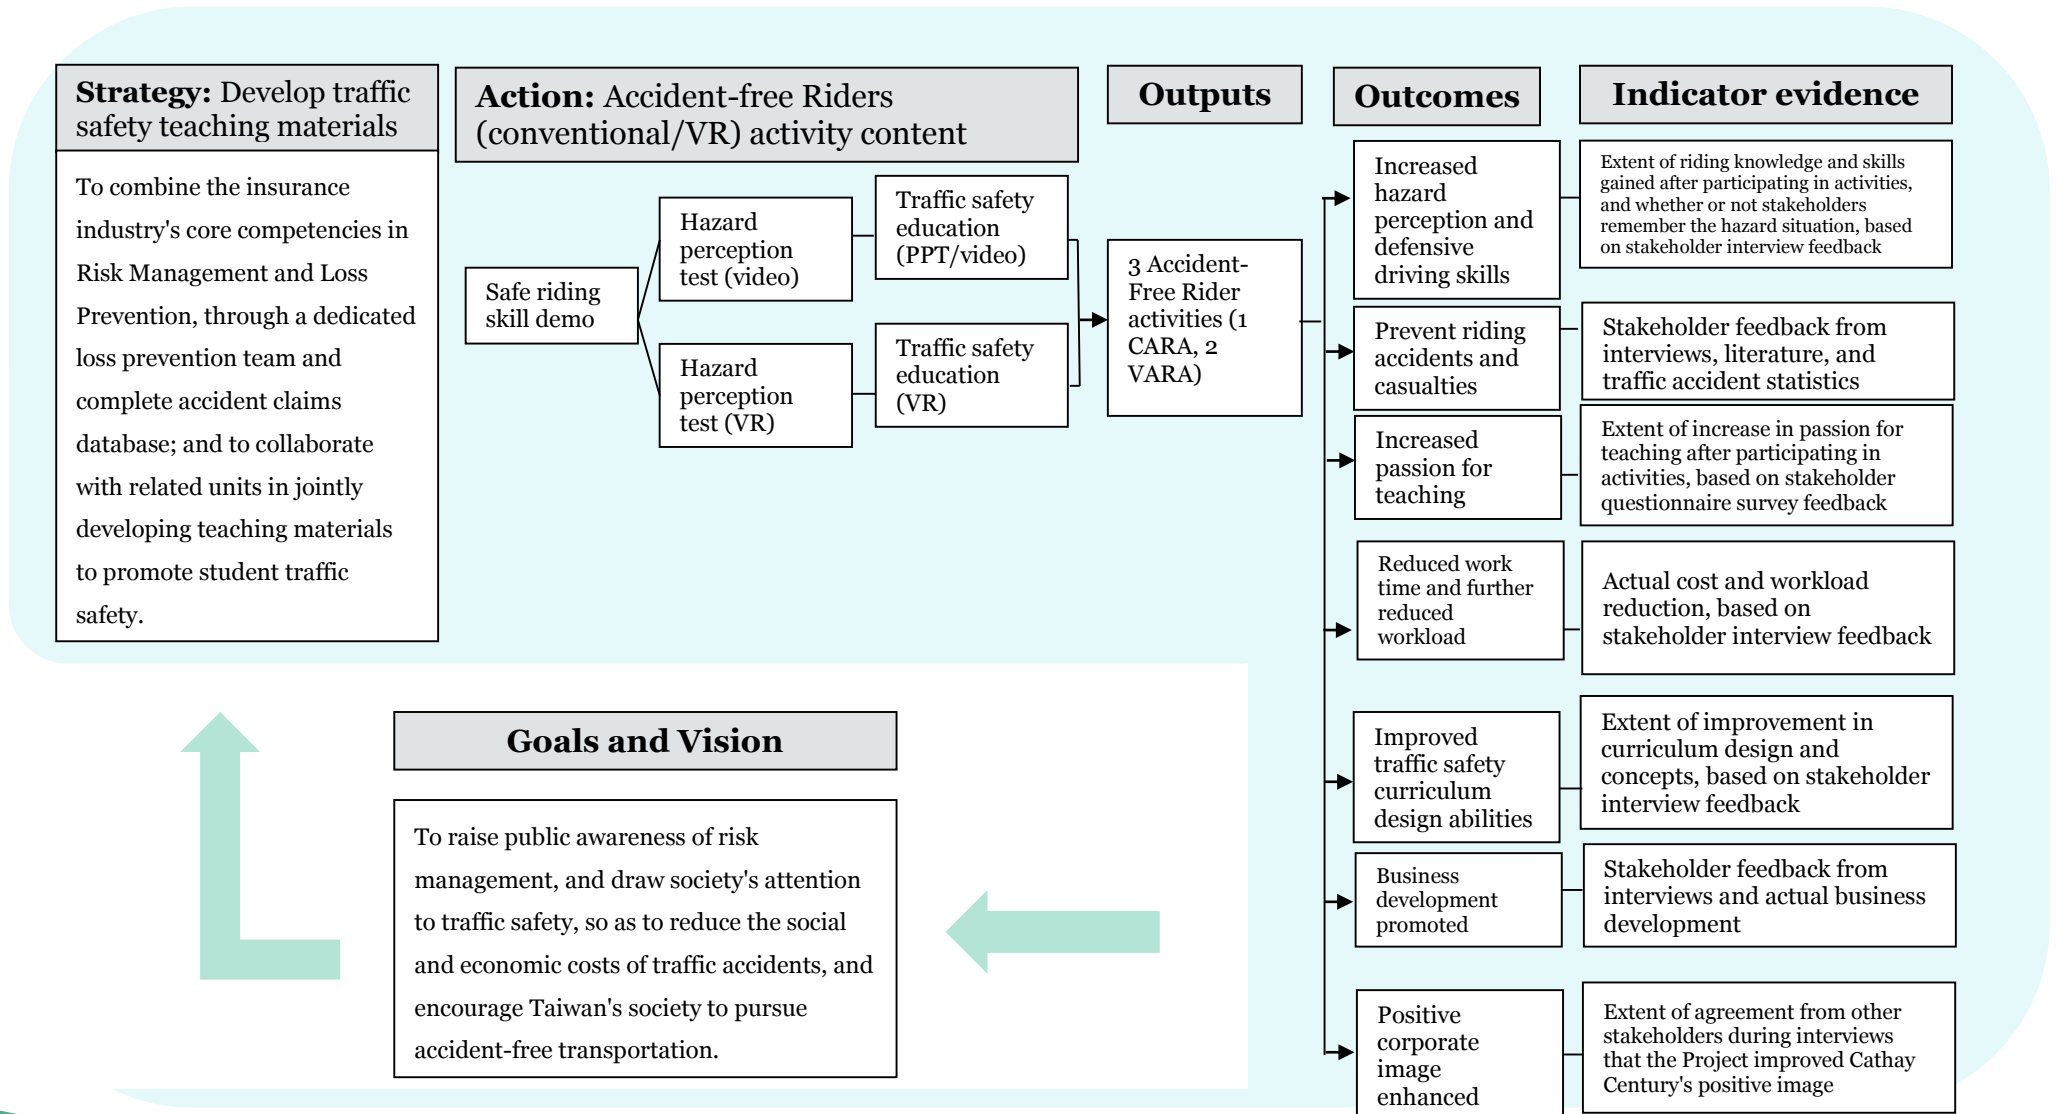 Strategy: Develop traffic
safety teaching materials
To combine the insurance
industry's core competencies in
Risk Management and Loss
Prevention, through a dedicated
loss prevention team and
complete accident claims
database; and to collaborate
with related units in jointly
developing teaching materials
to promote student traffic
safety.
Action: Accident-free Riders
(conventional/VR) activity content
Safe riding
skill demo
Hazard
perception
test (video)
Traffic safety
education
(PPT/video)
Hazard
perception
test (VR)
Traffic safety
education
(VR)
Outputs
3 Accident-
Free Rider
activities (1
CARA, 2
VARA)
Outcomes
Indicator evidence
Increased
hazard
perception and
defensive
driving skills
Extent of riding knowledge and skills
gained after participating in activities,
and whether or not stakeholders
remember the hazard situation, based
on stakeholder interview feedback
Prevent riding
accidents and
casualties
Stakeholder feedback from
interviews, literature, and
traffic accident statistics
Increased
passion for
teaching
Extent of increase in passion for
teaching after participating in
activities, based on stakeholder
questionnaire survey feedback
Reduced work
time and further
reduced
workload
Actual cost and workload
reduction, based on
stakeholder interview feedback
Improved
traffic safety
curriculum
design abilities
Extent of improvement in
curriculum design and
concepts, based on stakeholder
interview feedback
Business
development
promoted
Stakeholder feedback from
interviews and actual business
development
Positive
corporate
image
enhanced
Extent of agreement from other
stakeholders during interviews
that the Project improved Cathay
Century's positive image
Goals and Vision
To raise public awareness of risk
management, and draw society's attention
to traffic safety, so as to reduce the social
and economic costs of traffic accidents, and
encourage Taiwan's society to pursue
accident-free transportation.